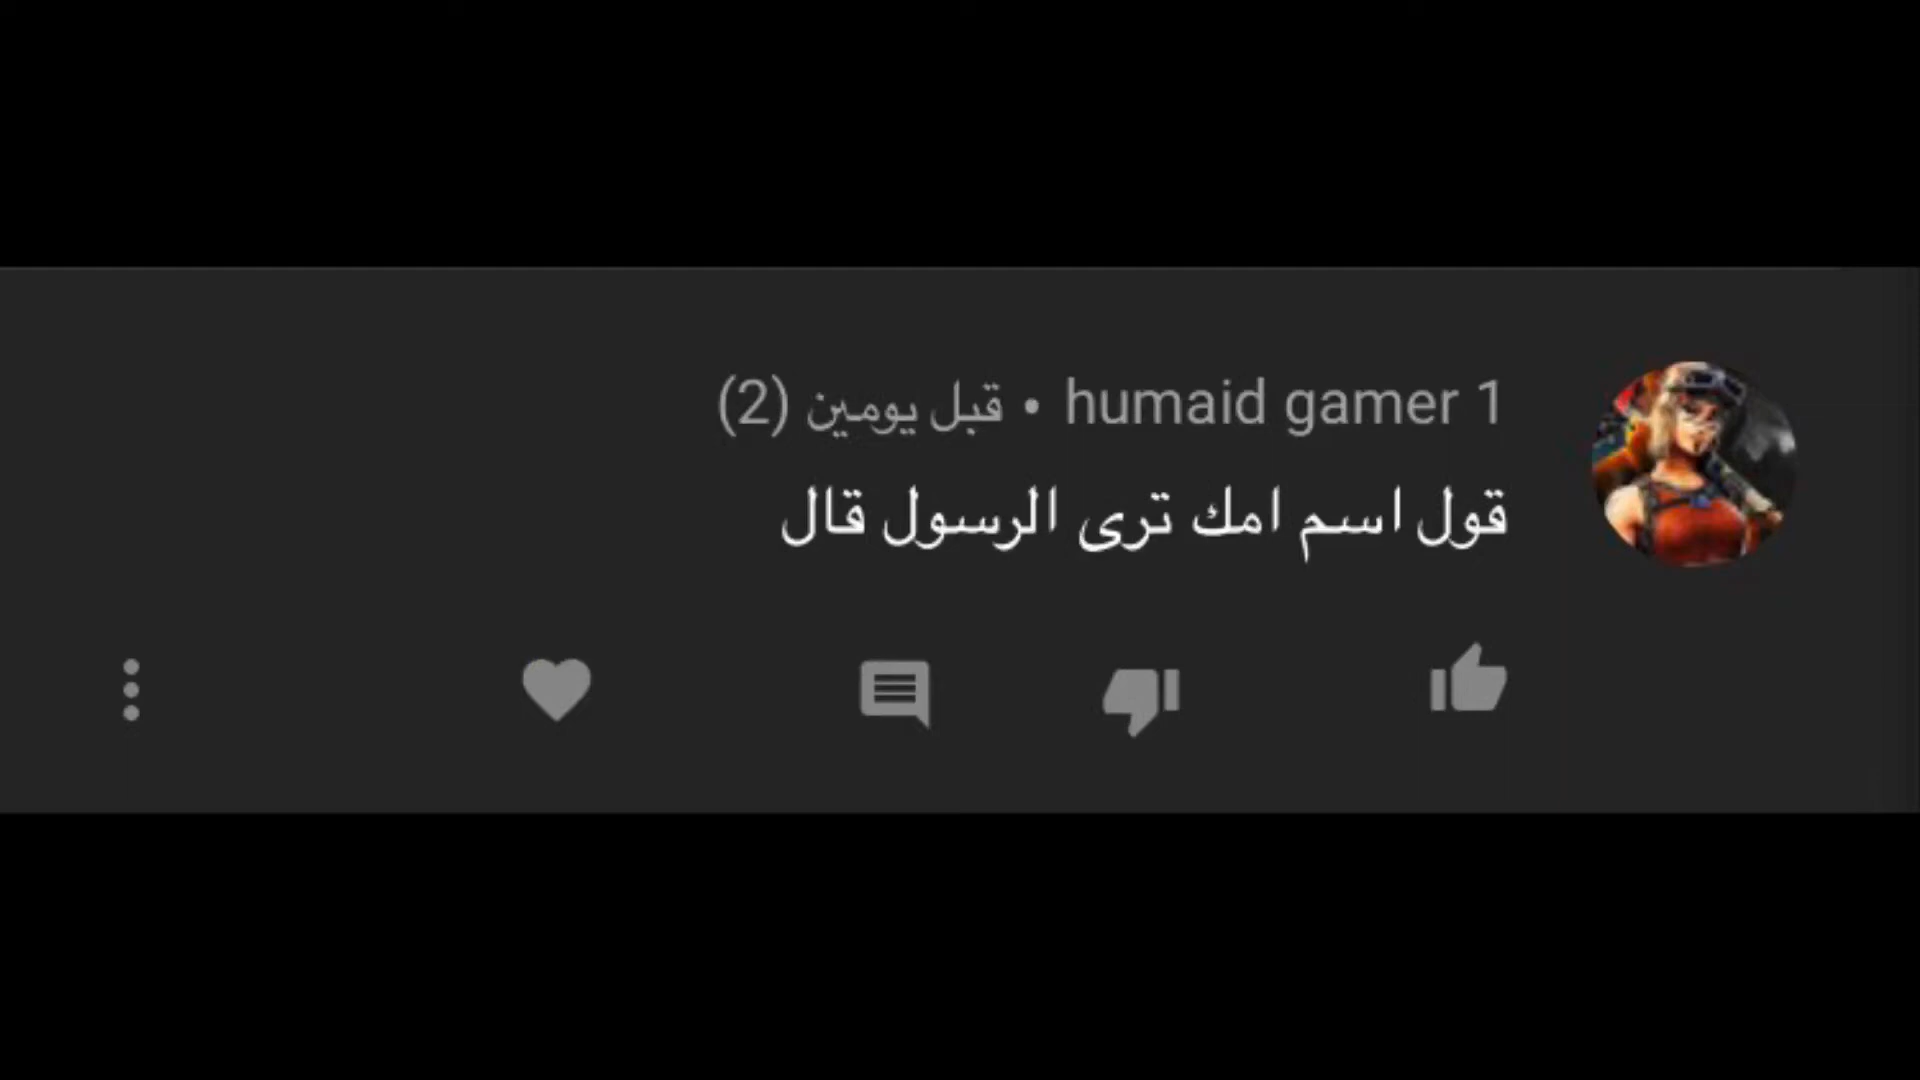 humaid gamer 1 • قبل يومين (2)
قول اسم امك ترى الرسول قال